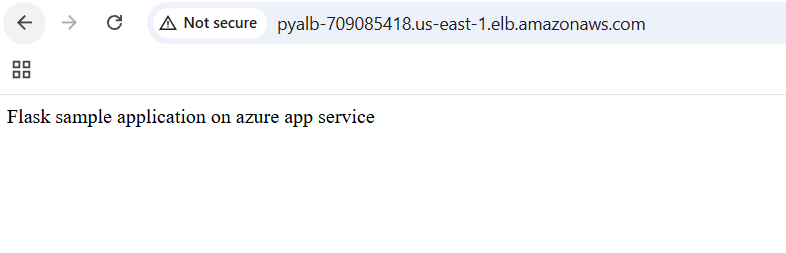 Not secure pyalb-709085418.us-east-1.elb.amazonaws.com
Flask sample application on azure app service